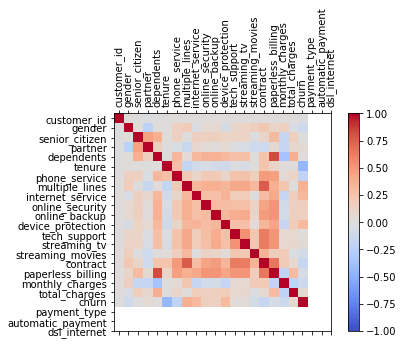 customer_id
gender
senior_citizen
partner
dependents
tenure
phone_service
multiple_lines
internet_service
online_security
online_backup
device_protection
tech_support
streaming_tv
streaming_movies
contract
paperless_billing
monthly_charges
total_charges
churn
payment_type
automatic_payment
dsl_internet
customer_id
gender
senior_citizen
partner
dependents
tenure
phone_service
multiple_lines
internet_service
online_security
online_backup
device_protection
tech_support
streaming_tv
streaming_movies
contract
paperless_billing
monthly_charges
total_charges
churn
payment_type
automatic_payment
dsl_internet
1.00
0.75
0.50
0.25
0.00
−0.25
−0.50
−0.75
−1.00